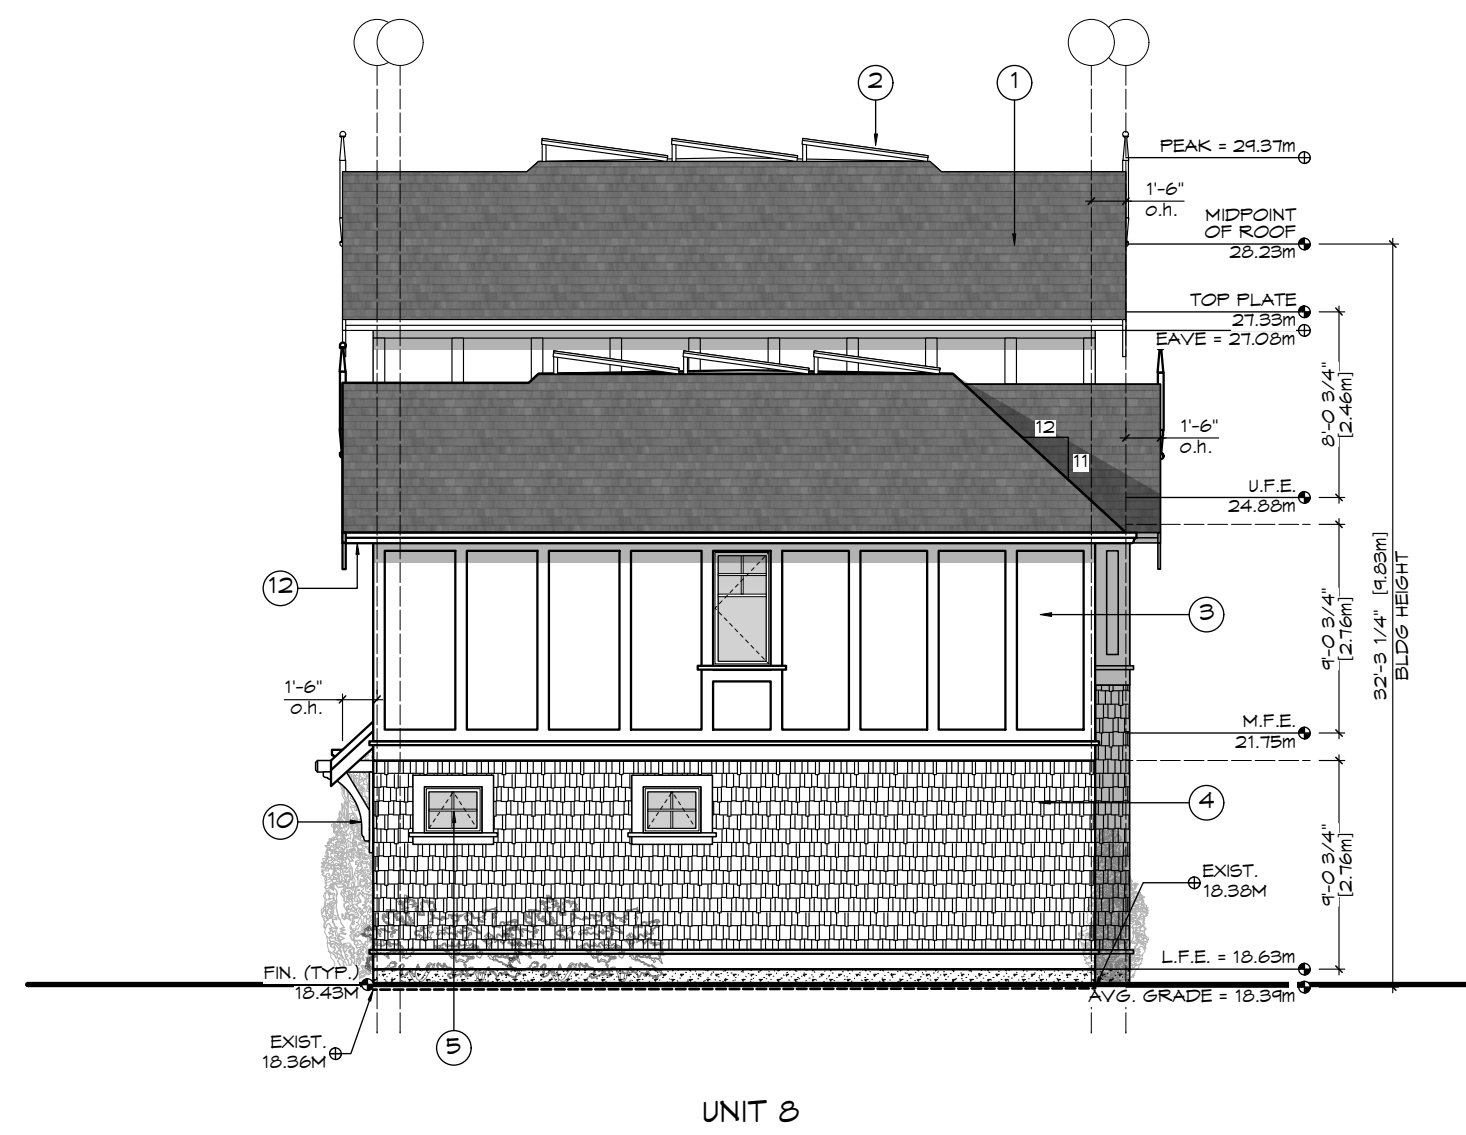 2
1
PEAK = 29.37m
1'-6"
o.h.
MIDPOINT
OF ROOF
28.23m
TOP PLATE
27.33m
EAVE = 27.08m
8'-0 3/4"
[2.46m]
12
11
1'-6"
o.h.
U.F.E.
24.88m
12
3
9'-0 3/4"
[2.76m]
32'-3 1/4" [9.83m]
BLDG HEIGHT
1'-6"
o.h.
M.F.E.
21.75m
10
4
9'-0 3/4"
[2.76m]
EXIST.
18.38M
L.F.E. = 18.63m
FIN. (TYP.)
18.43M
AVG. GRADE = 18.39m
EXIST.
18.36M
5
UNIT 8